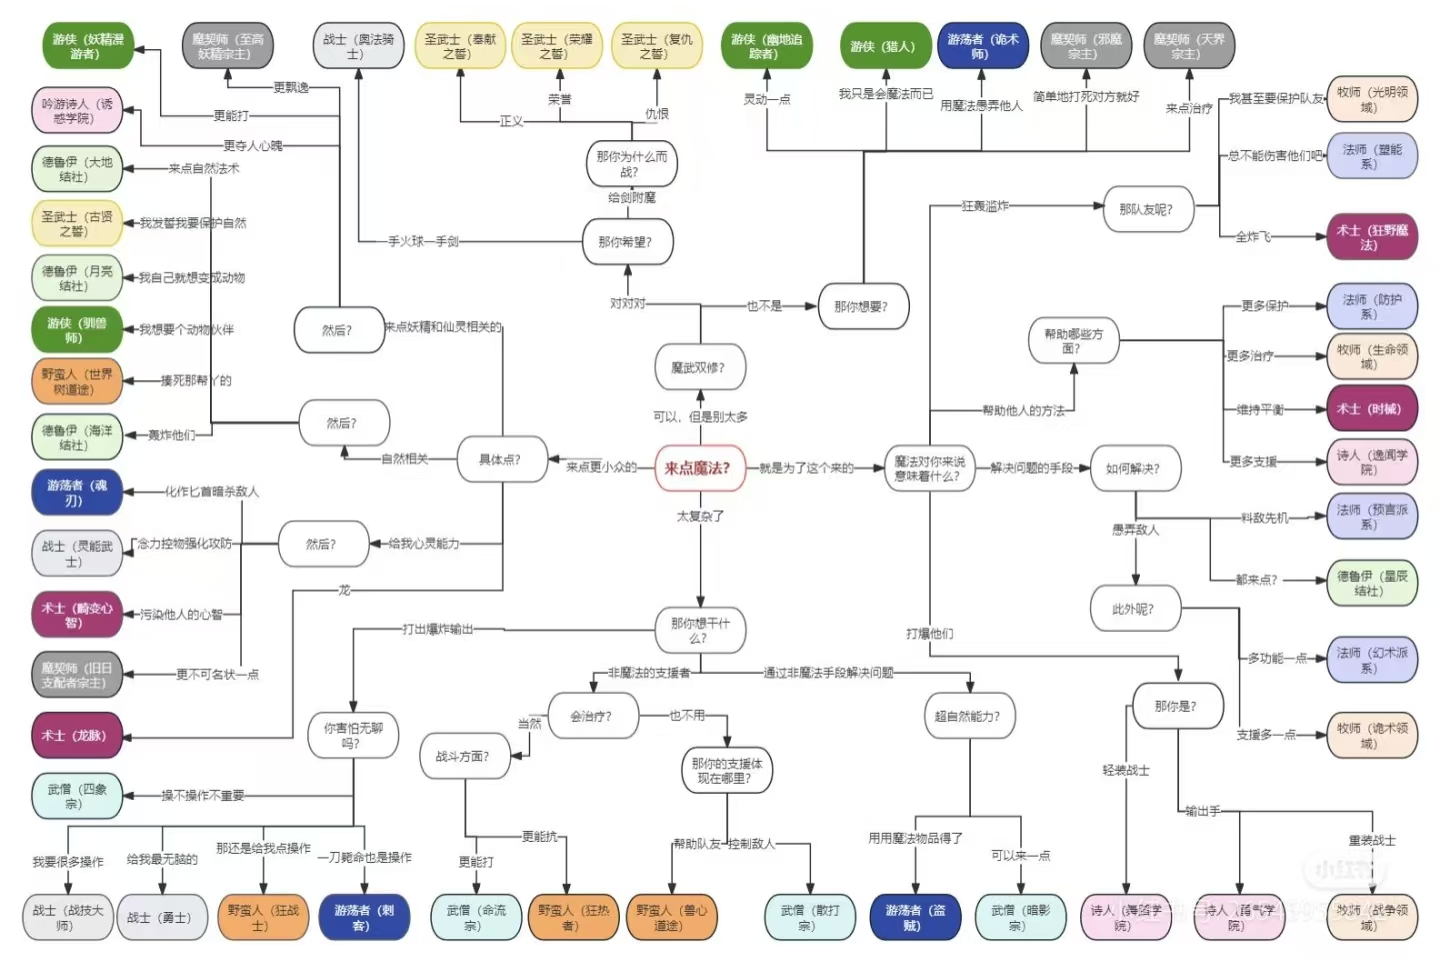 游侠（妖精漫
游者）
魔契师（至高
妖精宗主）
战士（奥法骑
士）
圣武士（奉献
之誓）
圣武士（荣耀
之誓）
圣武士（复仇
之誓）
游侠（幽地追
踪者）
游侠（猎人）
游荡者（诡术
师）
魔契师（邪魔
宗主）
魔契师（天界
宗主）
更飘逸
更能打
更夺人心魄
正义
荣誉
仇恨
灵动一点
我只是会魔法而已
用魔法愚弄他人
简单地打死对方就好
来点治疗
我甚至要保护队友
牧师（光明领
域）
吟游诗人（诱
惑学院）
德鲁伊（大地
结社）
来点自然法术
那你为什么而
战？
给剑附魔
总不能伤害他们吧
法师（塑能
系）
圣武士（古贤
之誓）
我发誓我要保护自然
一手火球一手剑
那你希望？
狂轰滥炸
那队友呢？
全炸飞
术士（狂野魔
法）
德鲁伊（月亮
结社）
我自己就想变成动物
对对对
也不是
那你想要？
更多保护
法师（防护
系）
游侠（驯兽
师）
我想要个动物伙伴
然后？
来点妖精和仙灵相关的
帮助哪些方
面？
更多治疗
牧师（生命领
域）
野蛮人（世界
树道途）
揍死那帮丫的
魔武双修？
可以，但是别太多
帮助他人的方法
维持平衡
术士（时械）
德鲁伊（海洋
结社）
轰炸他们
然后？
自然相关
具体点？
来点更小众的
来点魔法？
就是为了这个来的
魔法对你来说
意味着什么？
解决问题的手段
如何解决？
更多支援
诗人（逸闻学
院）
游荡者（魂
刃）
化作匕首暗杀敌人
太复杂了
愚弄敌人
料敌先机
法师（预言派
系）
战士（灵能武
士）
念力控物强化攻防
然后？
给我心灵能力
都来点？
德鲁伊（星辰
结社）
龙
术士（畸变心
智）
污染他人的心智
打出爆炸输出
那你想干什
么？
打爆他们
此外呢？
魔契师（旧日
支配者宗主）
更不可名状一点
非魔法的支援者
通过非魔法手段解决问题
多功能一点
法师（幻术派
系）
术士（龙脉）
你害怕无聊
吗？
当然
会治疗？
也不用
超自然能力？
那你是？
支援多一点
牧师（诡术领
域）
战斗方面？
那你的支援体
现在哪里？
轻装战士
武僧（四象
宗）
操不操作不重要
输出手
重装战士
我要很多操作
给我最无脑的
那还是给我点操作
一刀毙命也是操作
更能打
更能抗
帮助队友
控制敌人
用用魔法物品得了
可以来一点
小红书
战士（战技大
师）
战士（勇士）
野蛮人（狂战
士）
游荡者（刺
客）
武僧（命流
宗）
野蛮人（狂热
者）
野蛮人（兽心
道途）
武僧（散打
宗）
游荡者（盗
贼）
武僧（暗影
宗）
诗人（舞蹈学
院）
诗人（勇气学
院）
牧师（战争领
域）